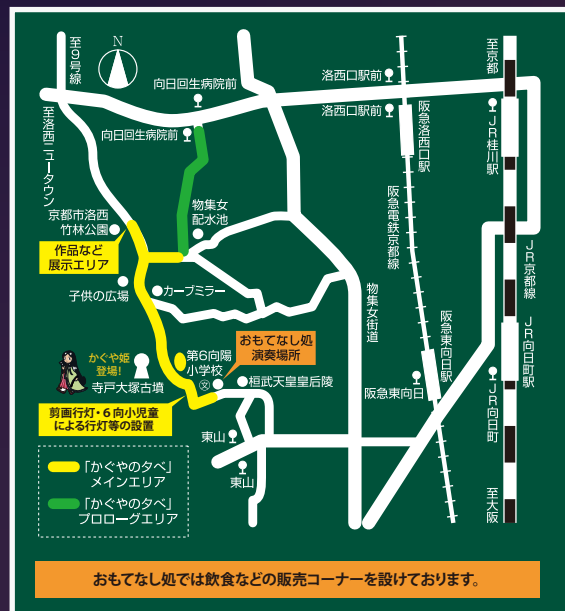 至9号線
N
向日回生病院前
洛西口駅前
至京都
至洛西ニュータウン
向日回生病院前
洛西口駅前
阪急洛西口駅
JR桂川駅
京都市洛西
竹林公園
物集女
配水池
阪急電鉄京都線
作品など
展示エリア
JR京都線
子供の広場
カーブミラー
物集女街道
阪急東向日駅
JR向日町駅
かぐや姫
登場!
寺戸大塚古墳
第6向陽
小学校
文
おもてなし処
演奏場所
桓武天皇皇后陵
阪急東向日
JR向日町
剪画行灯・6向小児童
による行灯等の設置
東山
東山
至大阪
「かぐやの夕べ」
メインエリア
「かぐやの夕べ」
プロローグエリア
おもてなし処では飲食などの販売コーナーを設けております。